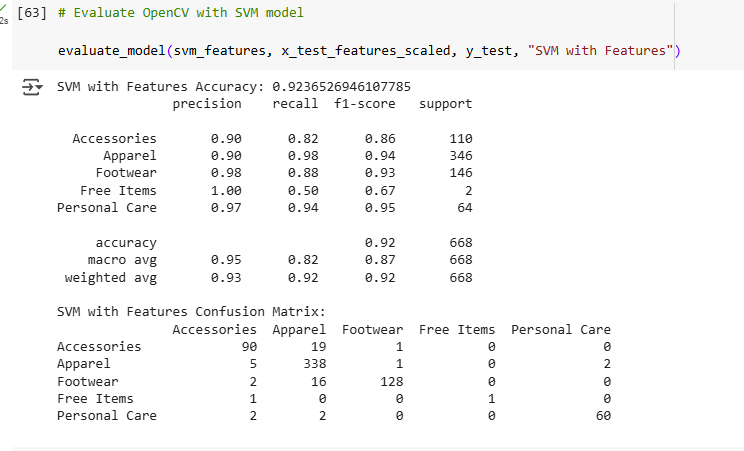 [63] # Evaluate OpenCV with SVM model
2s
evaluate_model(svm_features, x_test_features_scaled, y_test, "SVM with Features")
SVM with Features Accuracy: 0.9236526946107785
precision recall f1-score support
Accessories 0.90 0.82 0.86 110
Apparel 0.90 0.98 0.94 346
Footwear 0.98 0.88 0.93 146
Free Items 1.00 0.50 0.67 2
Personal Care 0.97 0.94 0.95 64
accuracy 0.92 668
macro avg 0.95 0.82 0.87 668
weighted avg 0.93 0.92 0.92 668
SVM with Features Confusion Matrix:
Accessories Apparel Footwear Free Items Personal Care
Accessories 90 19 1 0 0
Apparel 5 338 1 0 2
Footwear 2 16 128 0 0
Free Items 1 0 0 1 0
Personal Care 2 2 0 0 60